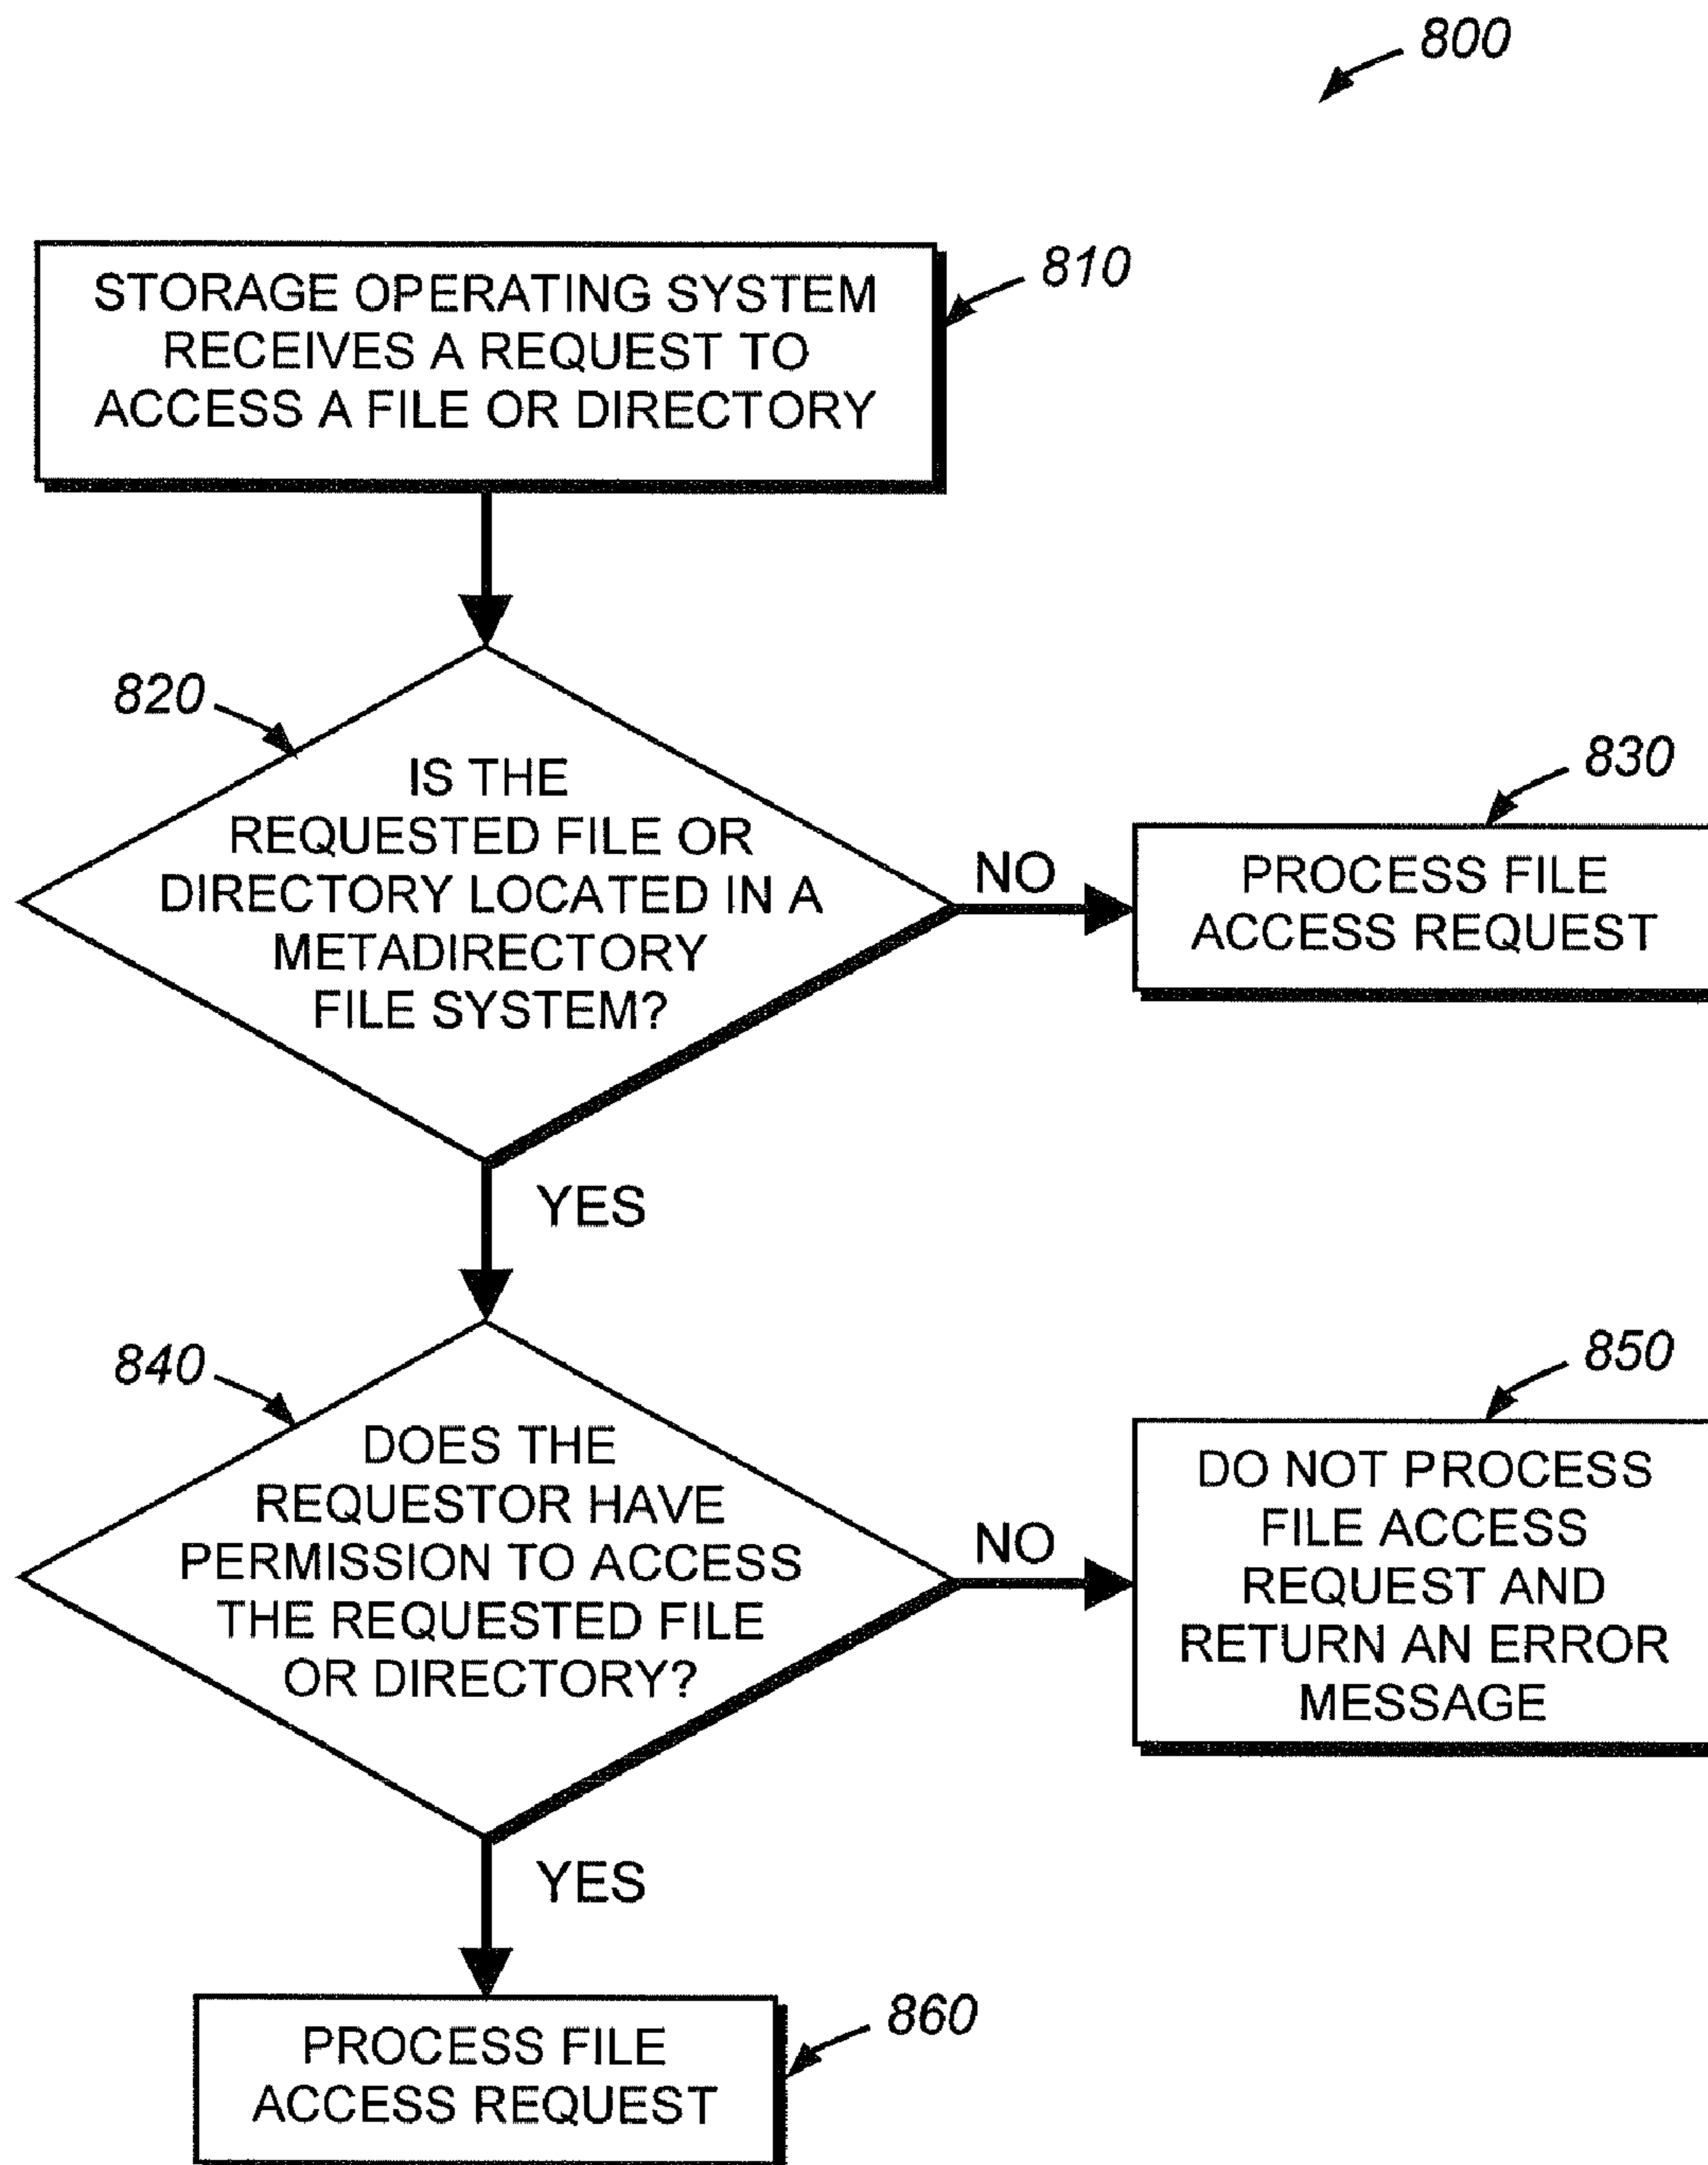 800
STORAGE OPERATING SYSTEM
RECEIVES A REQUEST TO
ACCESS A FILE OR DIRECTORY
810
820
IS THE
REQUESTED FILE OR
DIRECTORY LOCATED IN A
METADIRECTORY
FILE SYSTEM?
NO
830
PROCESS FILE
ACCESS REQUEST
YES
840
DOES THE
REQUESTOR HAVE
PERMISSION TO ACCESS
THE REQUESTED FILE
OR DIRECTORY?
NO
850
DO NOT PROCESS
FILE ACCESS
REQUEST AND
RETURN AN ERROR
MESSAGE
YES
860
PROCESS FILE
ACCESS REQUEST